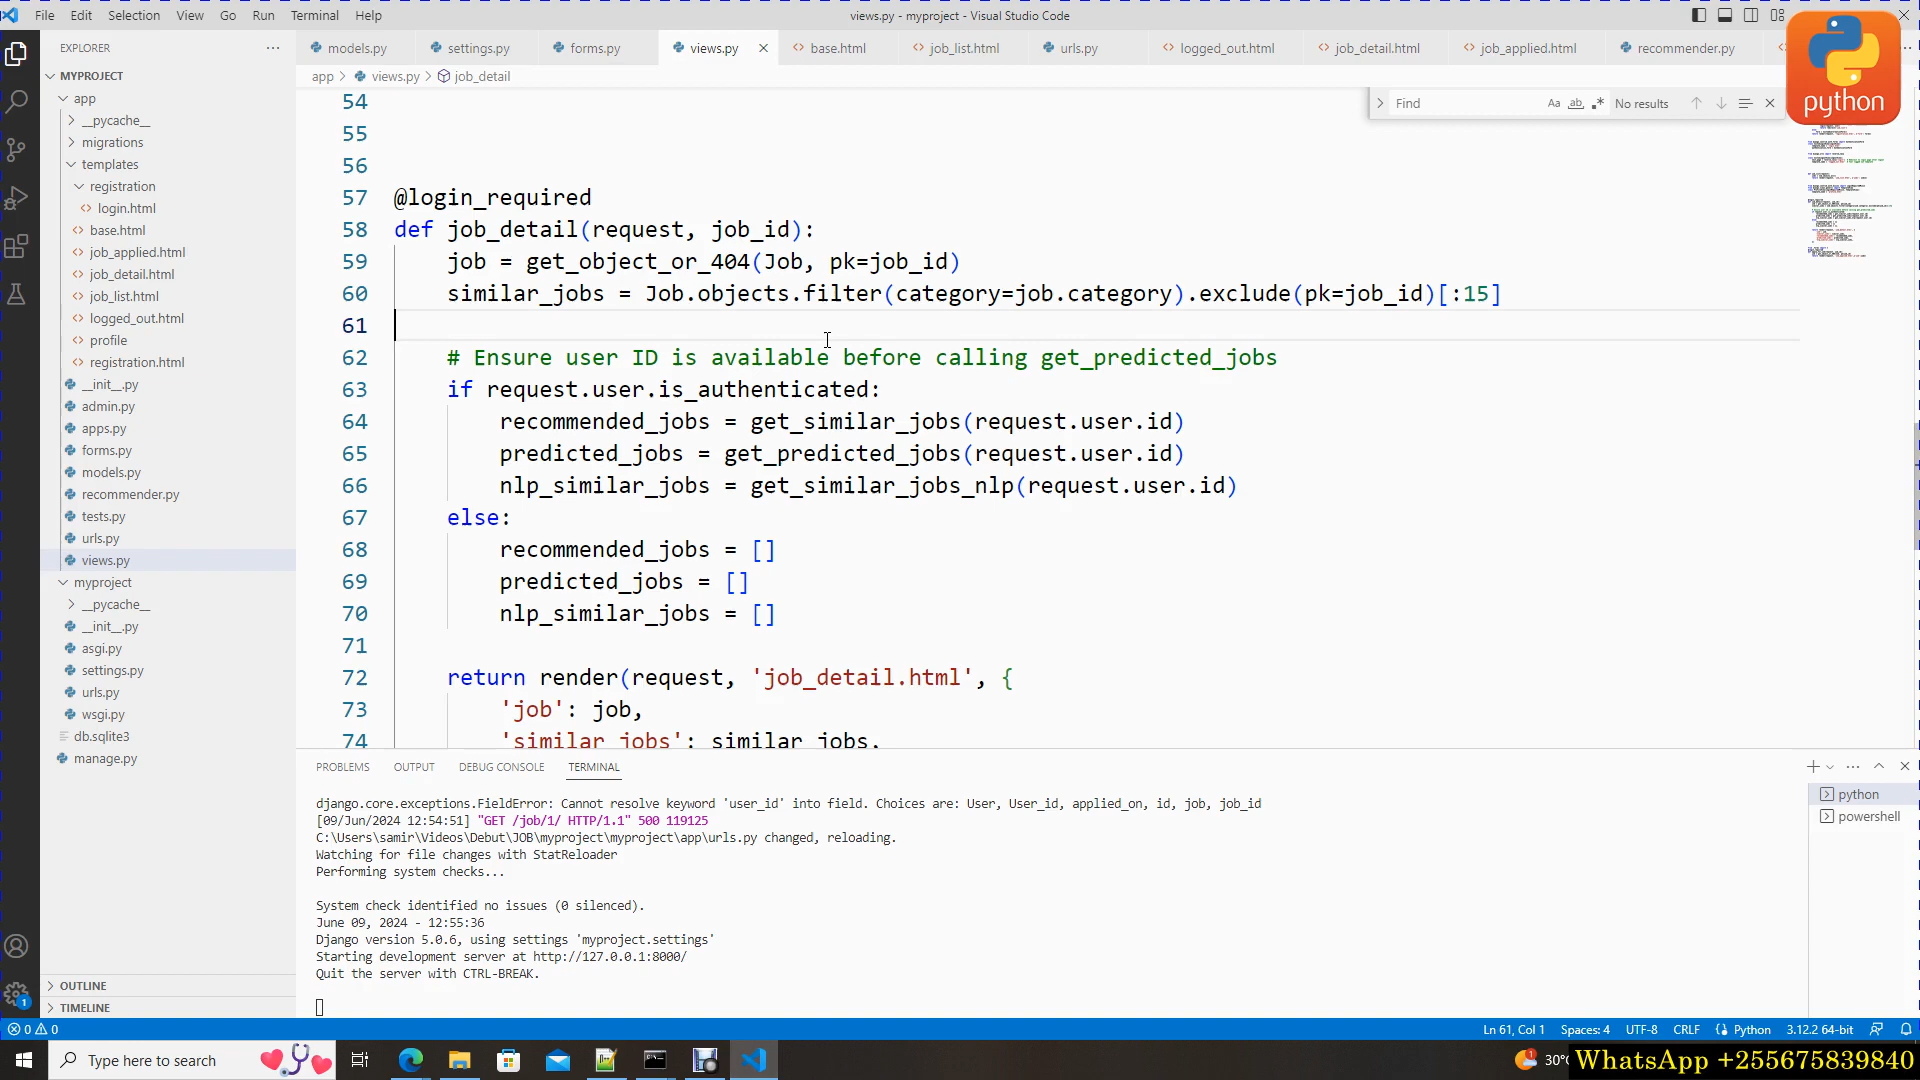 File Edit Selection View Go Run Terminal Help
views.py - myproject - Visual Studio Code
python
EXPLORER
MYPROJECT
app
__pycache__
migrations
templates
registration
login.html
base.html
job_applied.html
job_detail.html
job_list.html
logged_out.html
profile
registration.html
__init__.py
admin.py
apps.py
forms.py
models.py
recommender.py
tests.py
urls.py
views.py
myproject
__pycache__
__init__.py
asgi.py
settings.py
urls.py
wsgi.py
db.sqlite3
manage.py
OUTLINE
TIMELINE
models.py settings.py forms.py views.py base.html job_list.html urls.py logged_out.html job_detail.html job_applied.html recommender.py
app > views.py > job_detail
Find Aa ab No results
54
55
56
57 @login_required
58 def job_detail(request, job_id):
59 job = get_object_or_404(Job, pk=job_id)
60 similar_jobs = Job.objects.filter(category=job.category).exclude(pk=job_id)[:15]
61
62 # Ensure user ID is available before calling get_predicted_jobs
63 if request.user.is_authenticated:
64 recommended_jobs = get_similar_jobs(request.user.id)
65 predicted_jobs = get_predicted_jobs(request.user.id)
66 nlp_similar_jobs = get_similar_jobs_nlp(request.user.id)
67 else:
68 recommended_jobs = []
69 predicted_jobs = []
70 nlp_similar_jobs = []
71
72 return render(request, 'job_detail.html', {
73 'job': job,
74 'similar_jobs': similar_jobs,
PROBLEMS OUTPUT DEBUG CONSOLE TERMINAL
django.core.exceptions.FieldError: Cannot resolve keyword 'user_id' into field. Choices are: User, User_id, applied_on, id, job, job_id
[09/Jun/2024 12:54:51] "GET /job/1/ HTTP/1.1" 500 119125
C:\Users\samir\Videos\Debut\JOB\myproject\myproject\app\urls.py changed, reloading.
Watching for file changes with StatReloader
Performing system checks...
System check identified no issues (0 silenced).
June 09, 2024 - 12:55:36
Django version 5.0.6, using settings 'myproject.settings'
Starting development server at http://127.0.0.1:8000/
Quit the server with CTRL-BREAK.
python
powershell
0 0
Ln 61, Col 1 Spaces: 4 UTF-8 CRLF Python 3.12.2 64-bit
1
Type here to search
1 30°
WhatsApp +255675839840